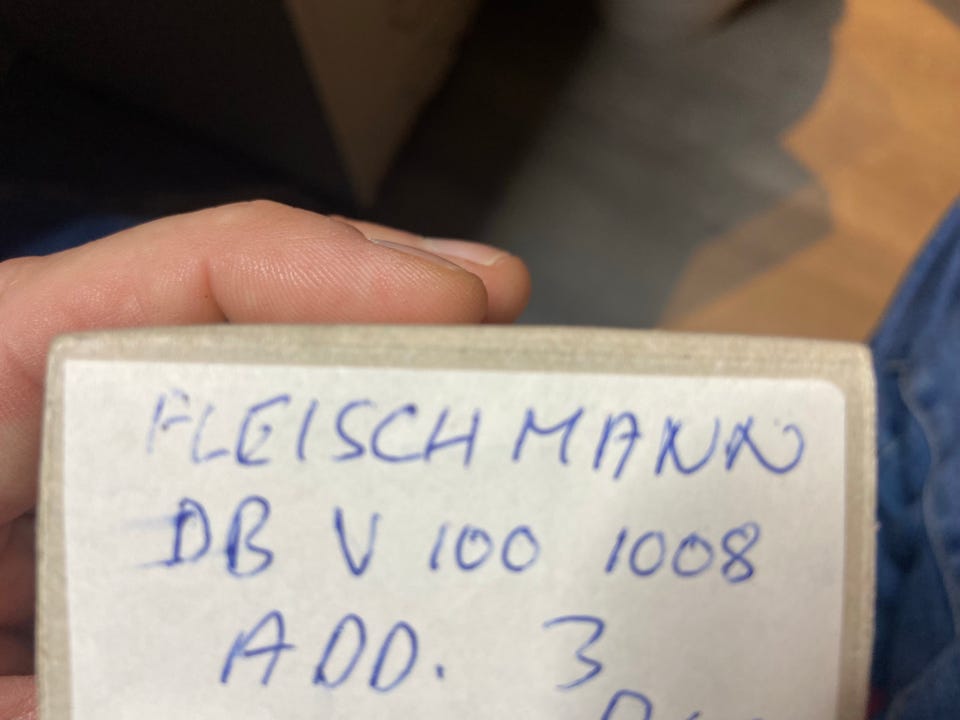 FLEISCHMANN
DB V 100 1008
ADD. 3